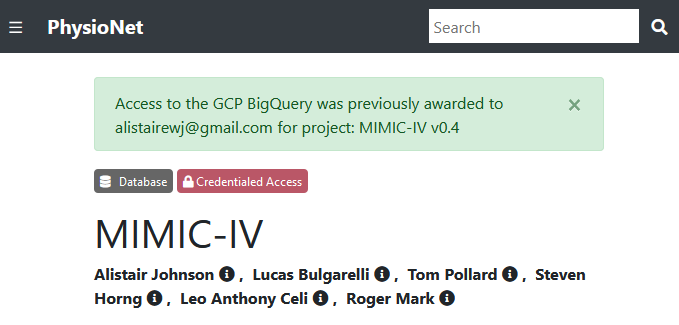 ☰ PhysioNet Search
Access to the GCP BigQuery was previously awarded to ×
alistairewj@gmail.com for project: MIMIC-IV v0.4
Database Credentialed Access
MIMIC-IV
Alistair Johnson , Lucas Bulgarelli , Tom Pollard , Steven
Horng , Leo Anthony Celi , Roger Mark